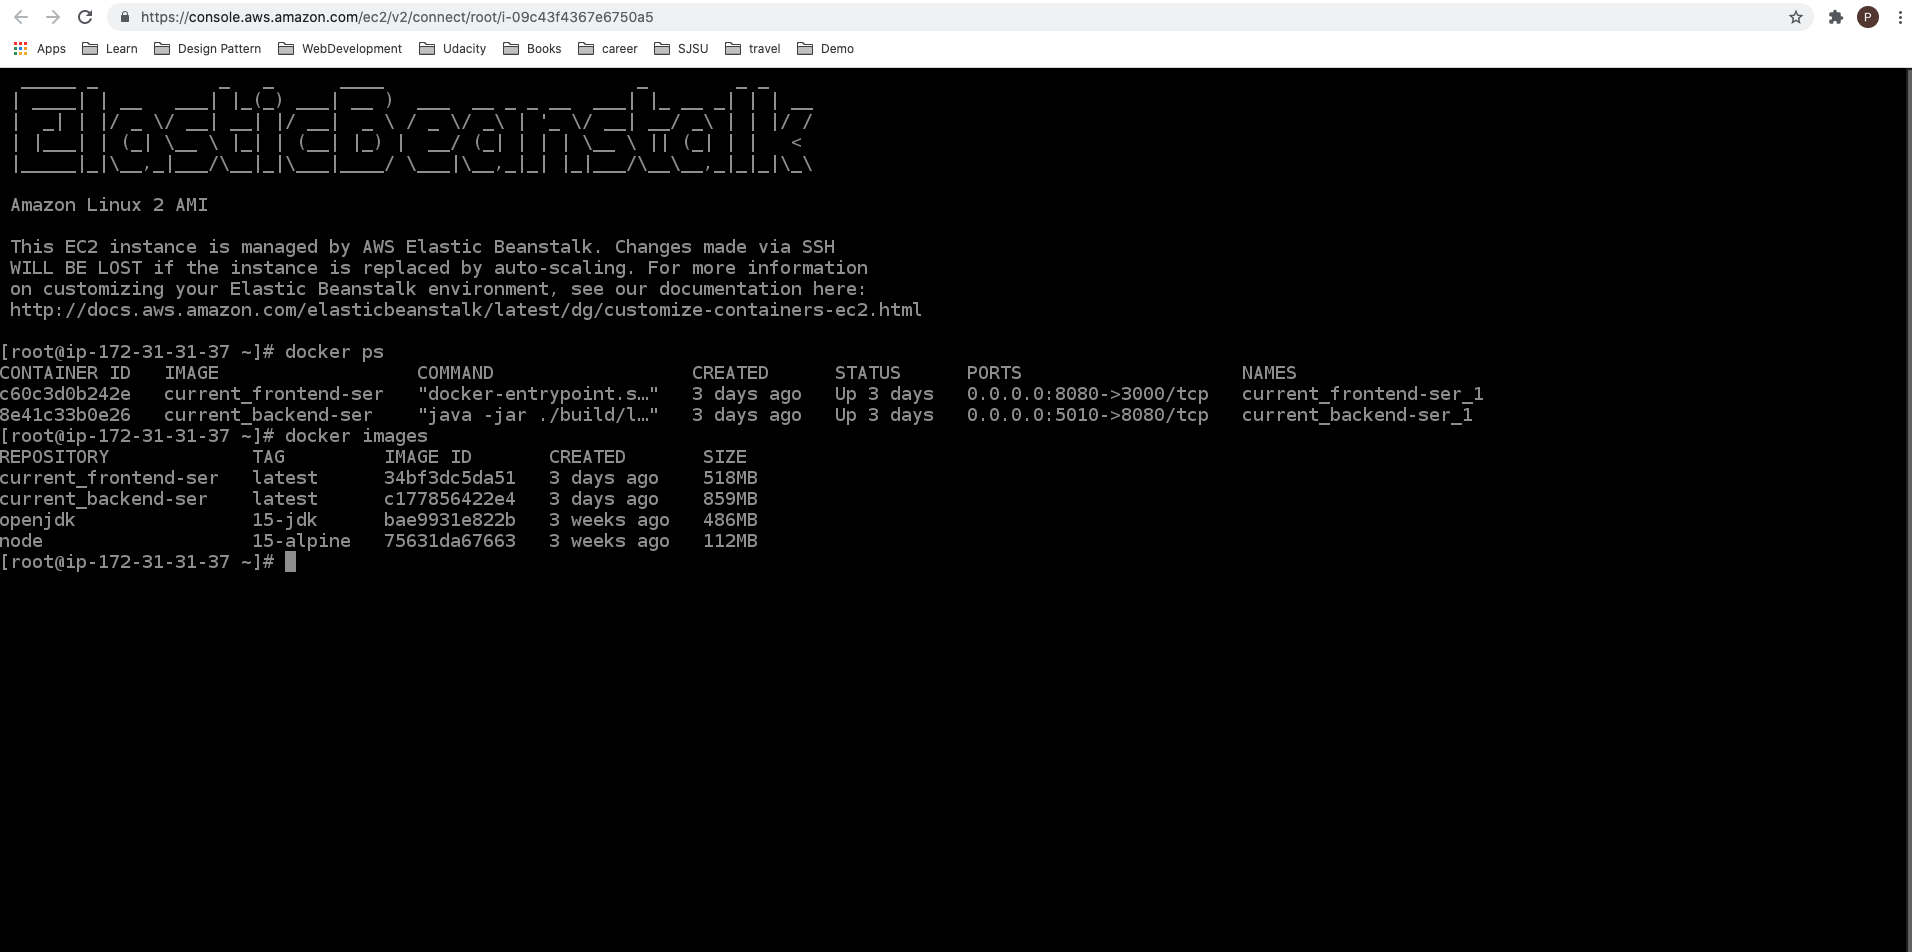 https://console.aws.amazon.com/ec2/v2/connect/root/i-09c43f4367e6750a5
P
Apps Learn Design Pattern WebDevelopment Udacity Books career SJSU travel Demo
ElasticBeanstalk
Amazon Linux 2 AMI
This EC2 instance is managed by AWS Elastic Beanstalk. Changes made via SSH
WILL BE LOST if the instance is replaced by auto-scaling. For more information
on customizing your Elastic Beanstalk environment, see our documentation here:
http://docs.aws.amazon.com/elasticbeanstalk/latest/dg/customize-containers-ec2.html
[root@ip-172-31-31-37 ~]# docker ps
CONTAINER ID   IMAGE                  COMMAND                  CREATED      STATUS      PORTS                    NAMES
c60c3d0b242e   current_frontend-ser   "docker-entrypoint.s…"   3 days ago   Up 3 days   0.0.0.0:8080->3000/tcp   current_frontend-ser_1
8e41c33b0e26   current_backend-ser    "java -jar ./build/l…"   3 days ago   Up 3 days   0.0.0.0:5010->8080/tcp   current_backend-ser_1
[root@ip-172-31-31-37 ~]# docker images
REPOSITORY             TAG         IMAGE ID       CREATED       SIZE
current_frontend-ser   latest      34bf3dc5da51   3 days ago    518MB
current_backend-ser    latest      c177856422e4   3 days ago    859MB
openjdk                15-jdk      bae9931e822b   3 weeks ago   486MB
node                   15-alpine   75631da67663   3 weeks ago   112MB
[root@ip-172-31-31-37 ~]#